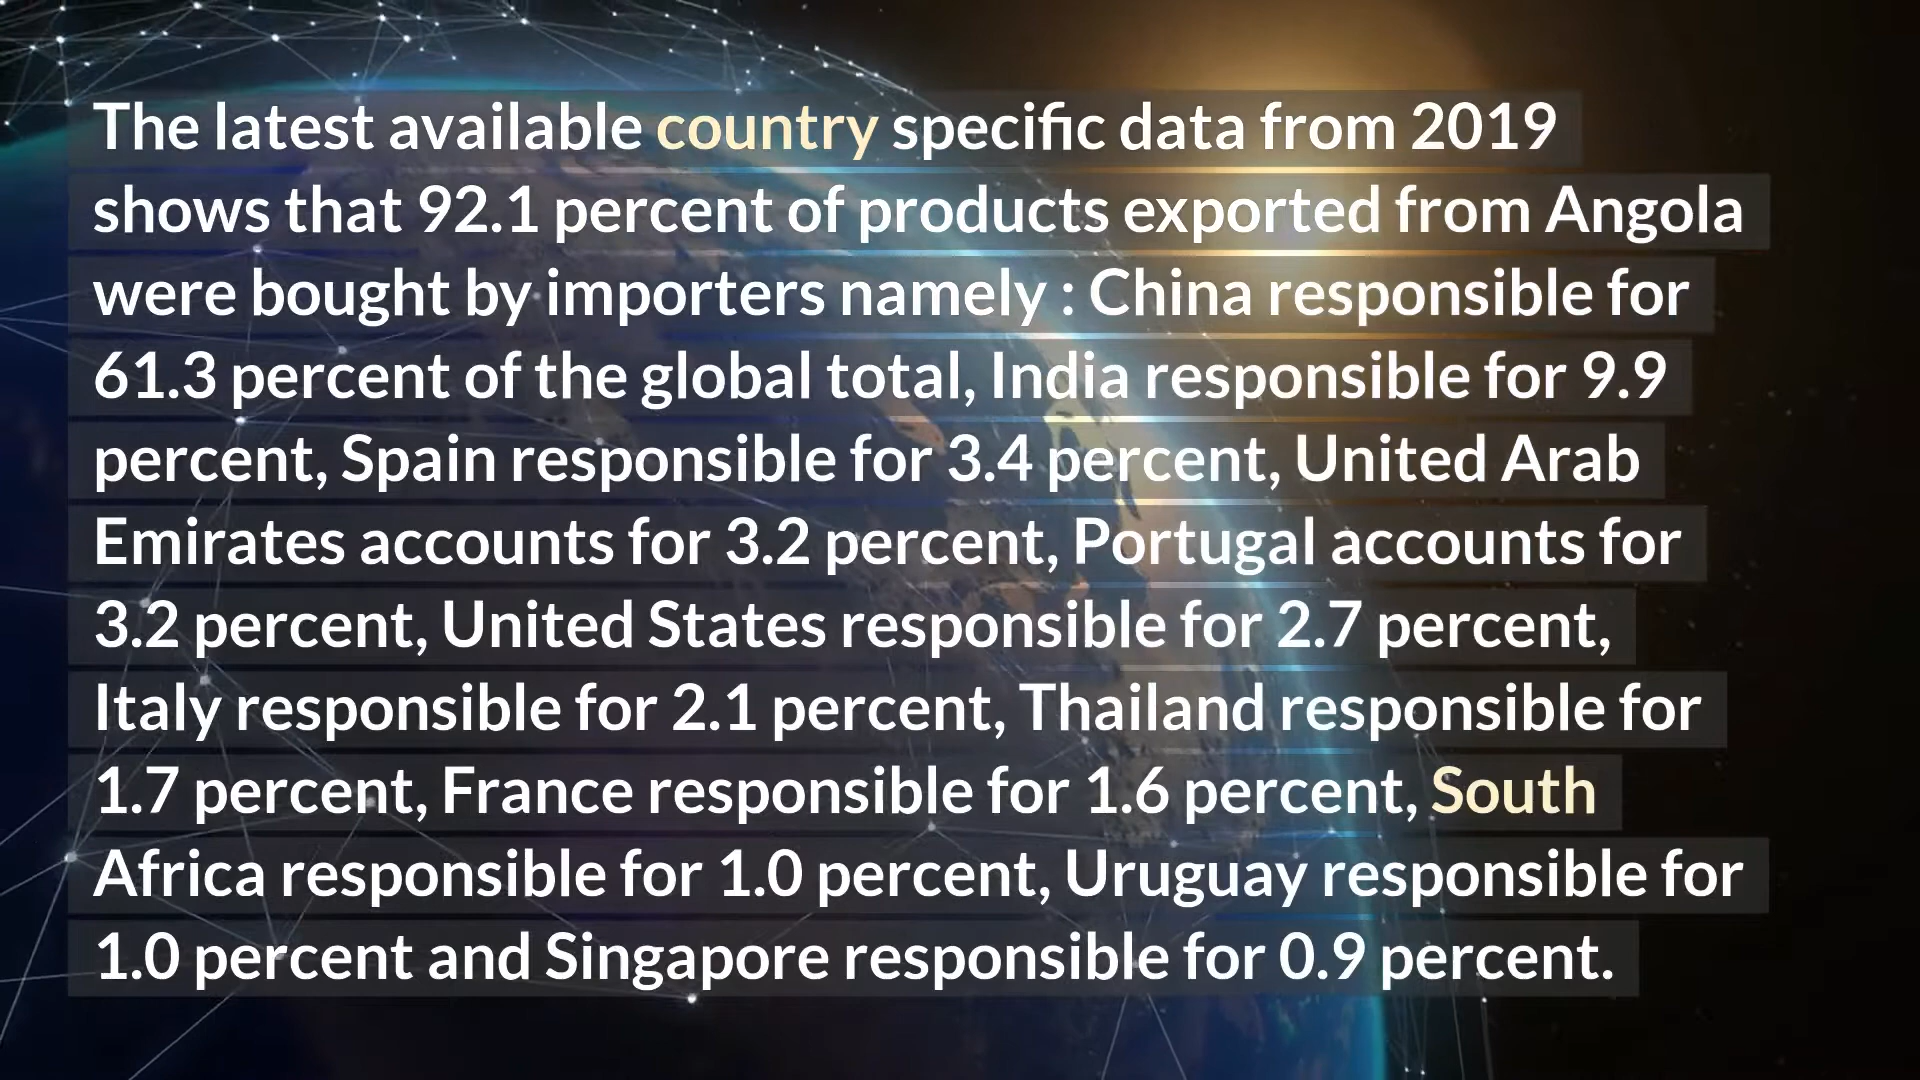 The latest available country specific data from 2019
shows that 92.1 percent of products exported from Angola
were bought by importers namely : China responsible for
61.3 percent of the global total, India responsible for 9.9
percent, Spain responsible for 3.4 percent, United Arab
Emirates accounts for 3.2 percent, Portugal accounts for
3.2 percent, United States responsible for 2.7 percent,
Italy responsible for 2.1 percent, Thailand responsible for
1.7 percent, France responsible for 1.6 percent, South
Africa responsible for 1.0 percent, Uruguay responsible for
1.0 percent and Singapore responsible for 0.9 percent.